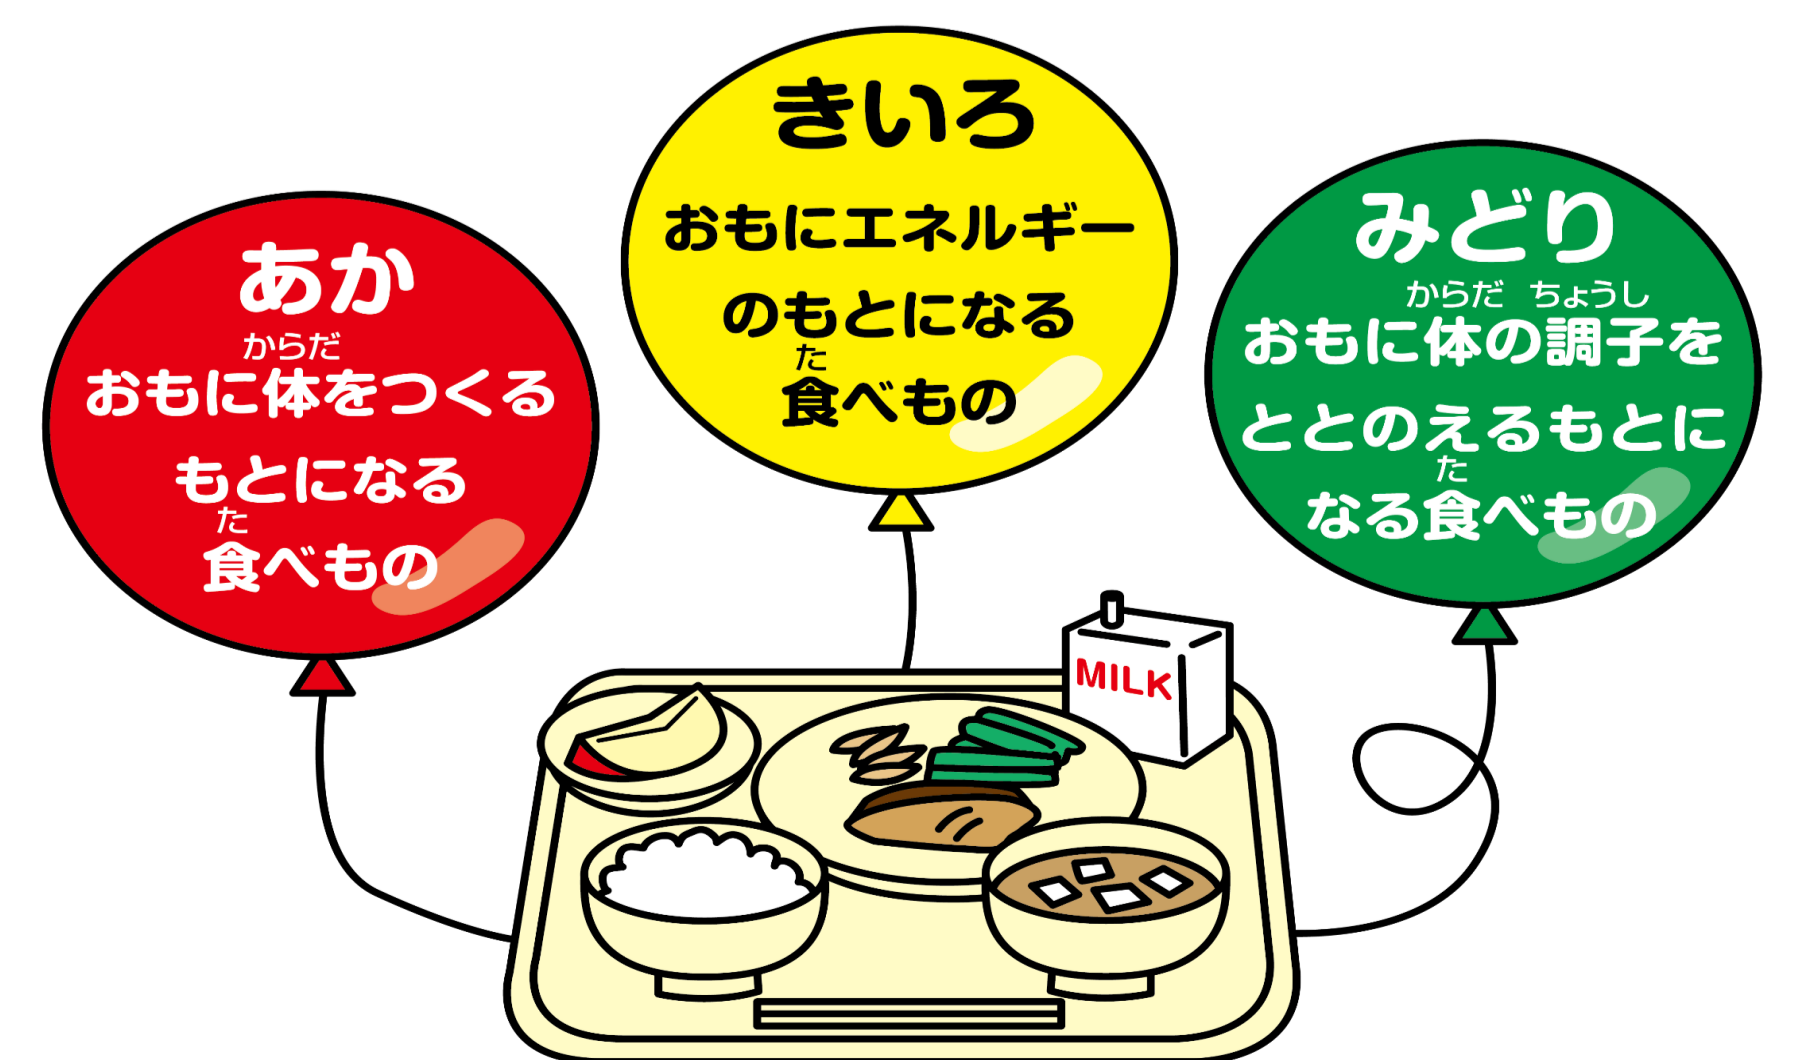 あか
からだ
おもに体をつくる
もとになる
た
食べもの
きいろ
おもにエネルギー
のもとになる
た
食べもの
みどり
からだ ちょうし
おもに体の調子を
ととのえるもとに
た
なる食べもの
MILK